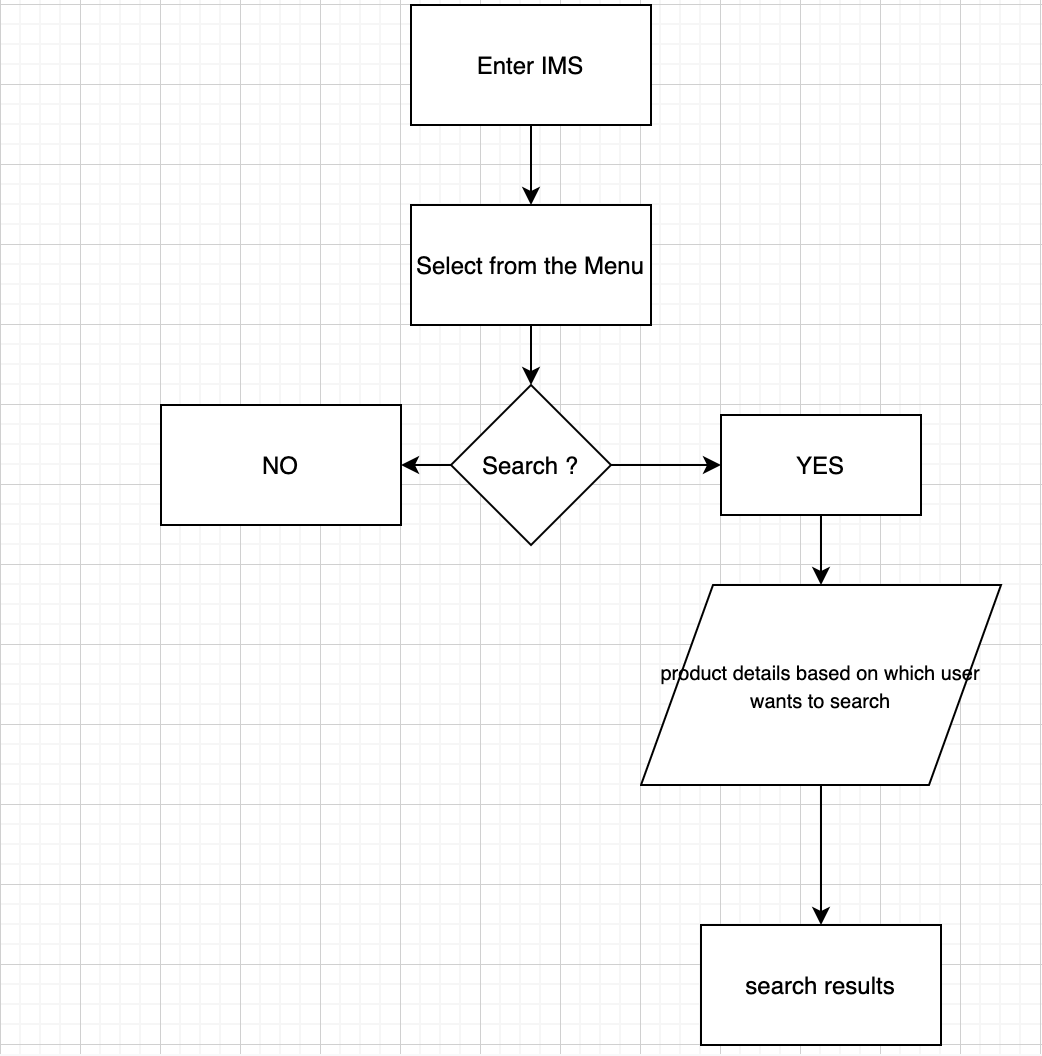 Enter IMS
Select from the Menu
NO
Search ?
YES
product details based on which user
wants to search
search results